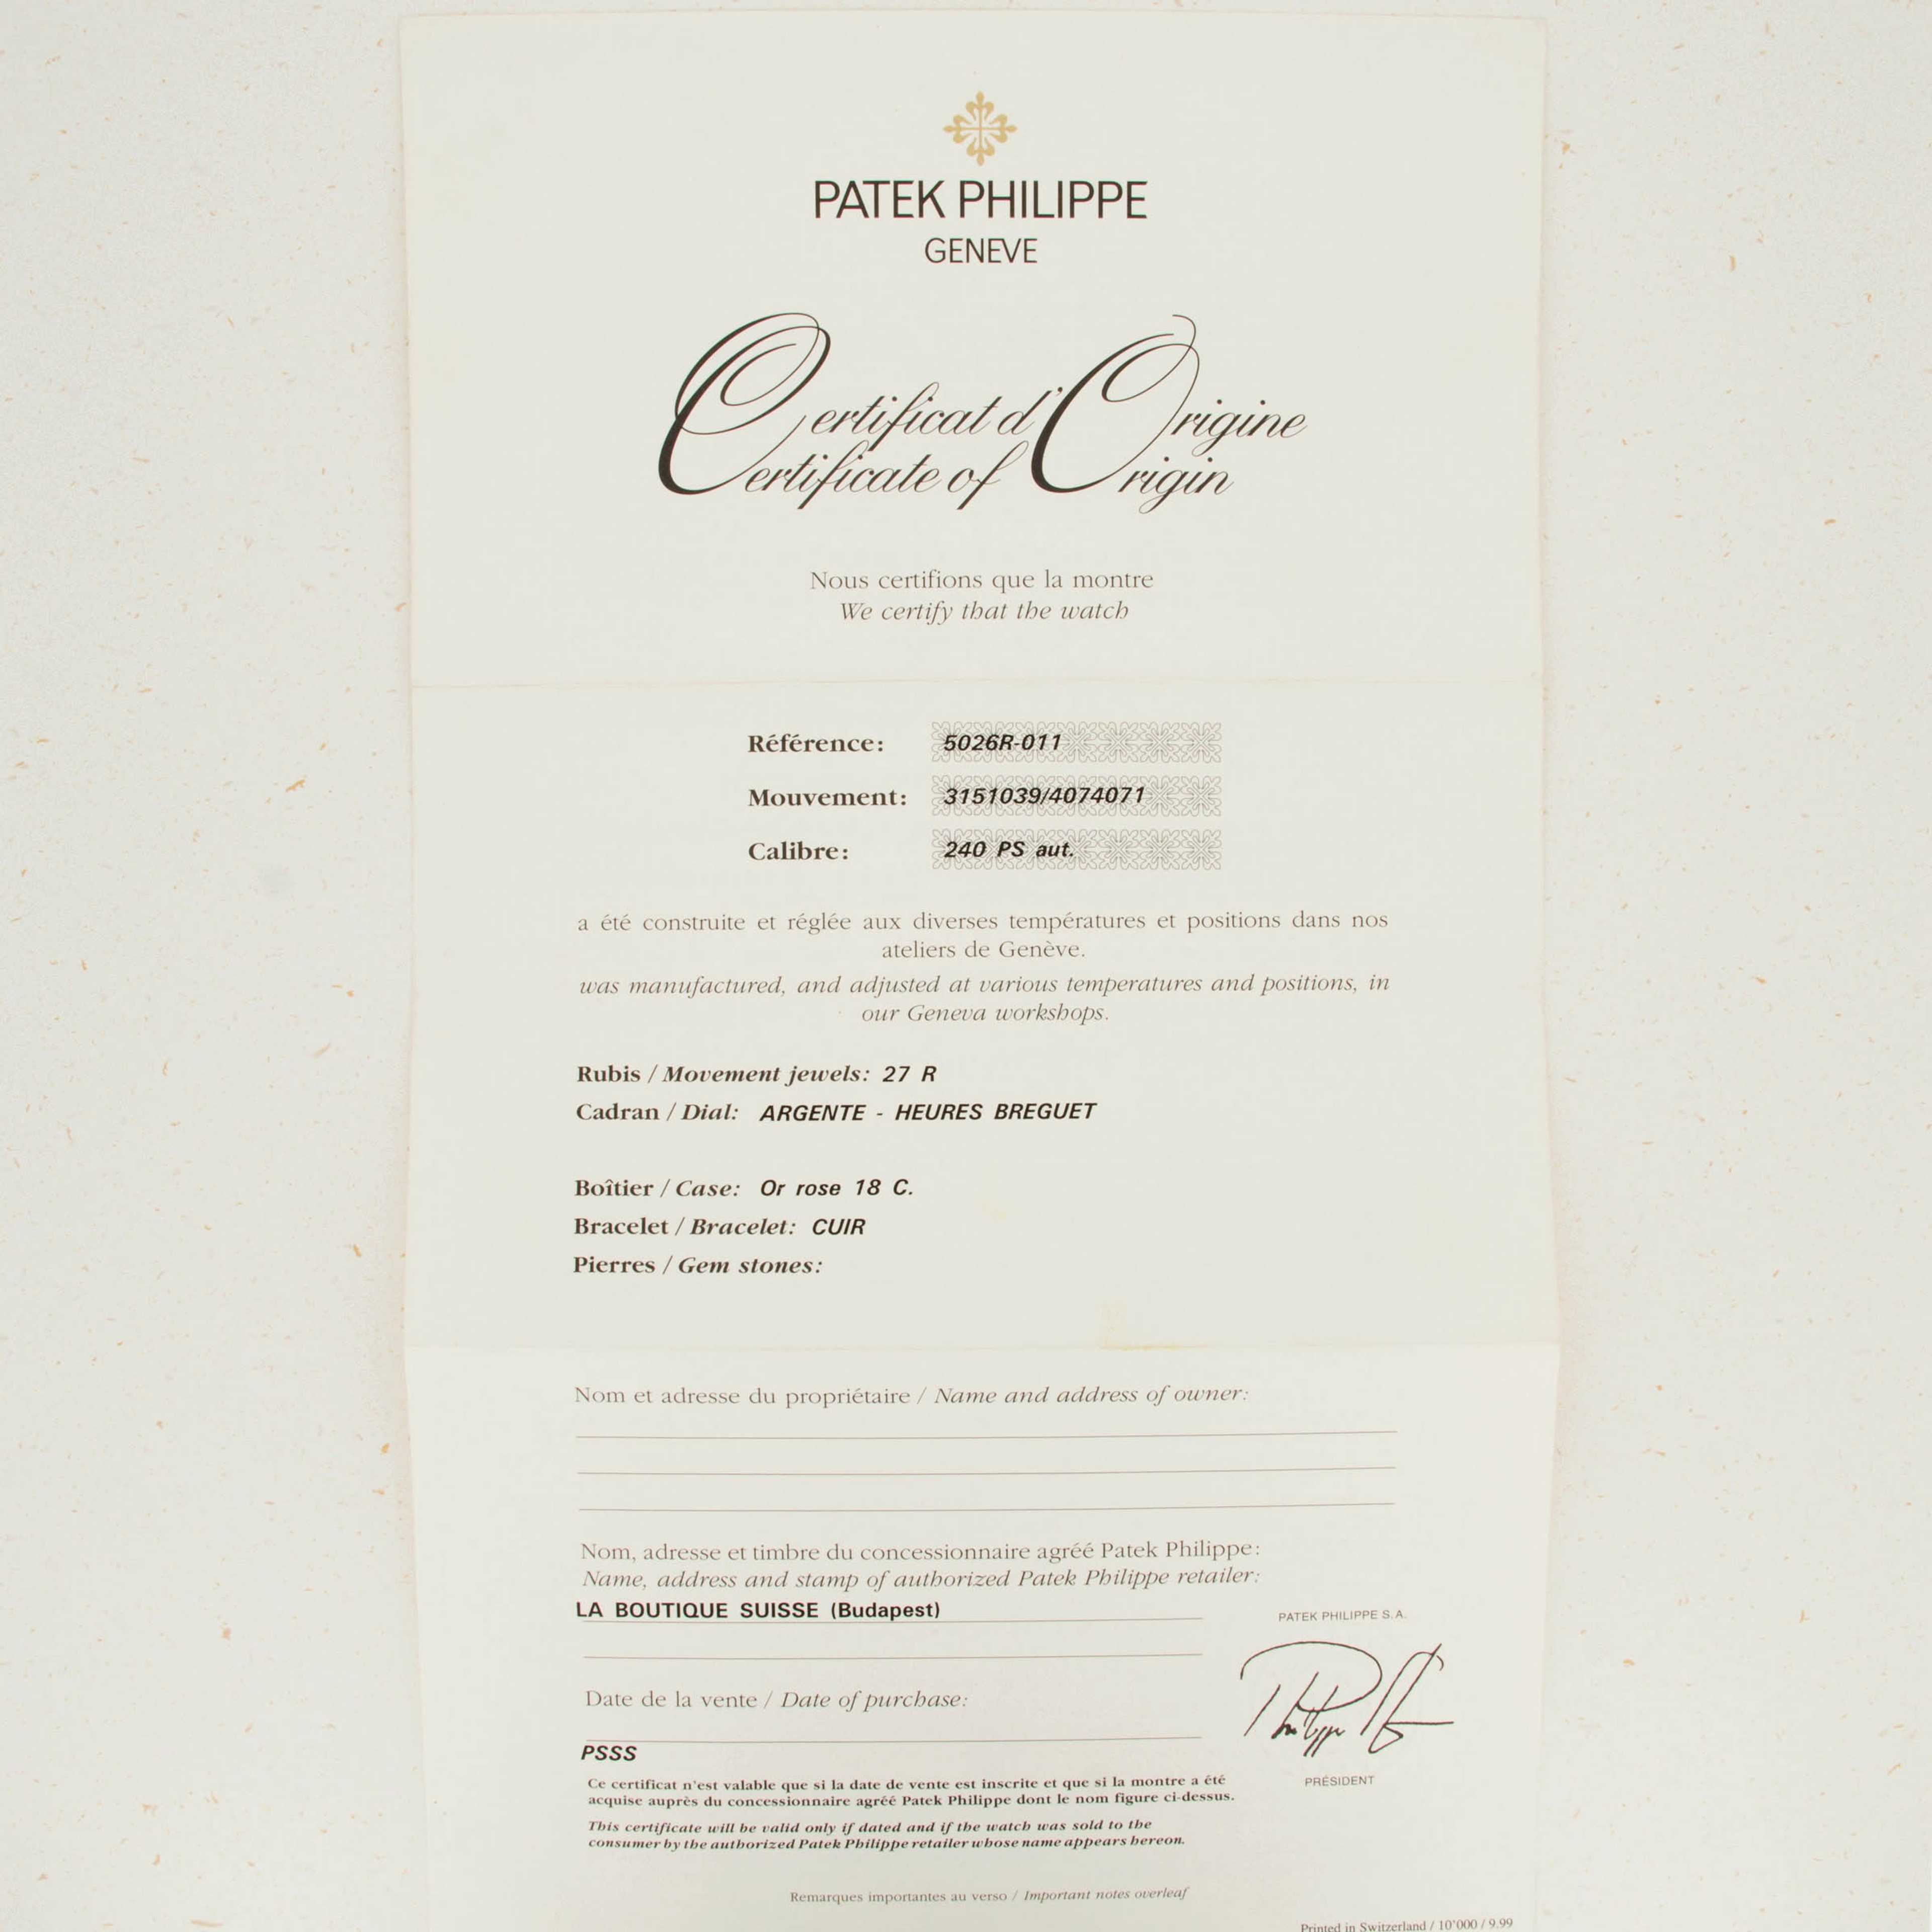 PATEK PHILIPPE
GENEVE
Certificat d'Origine
Certificate of Origin
Nous certifions que la montre
We certify that the watch
Référence: 5026R-011
Mouvement: 3151039/4074071
Calibre: 240 PS aut.
a été construite et réglée aux diverses températures et positions dans nos
ateliers de Genève.
was manufactured, and adjusted at various temperatures and positions, in
our Geneva workshops.
Rubis / Movement jewels: 27 R
Cadran / Dial: ARGENTE - HEURES BREGUET
Boîtier / Case: Or rose 18 C.
Bracelet / Bracelet: CUIR
Pierres / Gem stones:
Nom et adresse du propriétaire / Name and address of owner:
Nom, adresse et timbre du concessionnaire agréé Patek Philippe:
Name, address and stamp of authorized Patek Philippe retailer:
LA BOUTIQUE SUISSE (Budapest)
PATEK PHILIPPE S.A.
Date de la vente / Date of purchase:
PSSS
PRÉSIDENT
Ce certificat n'est valable que si la date de vente est inscrite et que si la montre a été
acquise auprès du concessionnaire agréé Patek Philippe dont le nom figure ci-dessus.
This certificate will be valid only if dated and if the watch was sold to the
consumer by the authorized Patek Philippe retailer whose name appears hereon.
Remarques importantes au verso / Important notes overleaf
Printed in Switzerland / 10'000 / 9.99